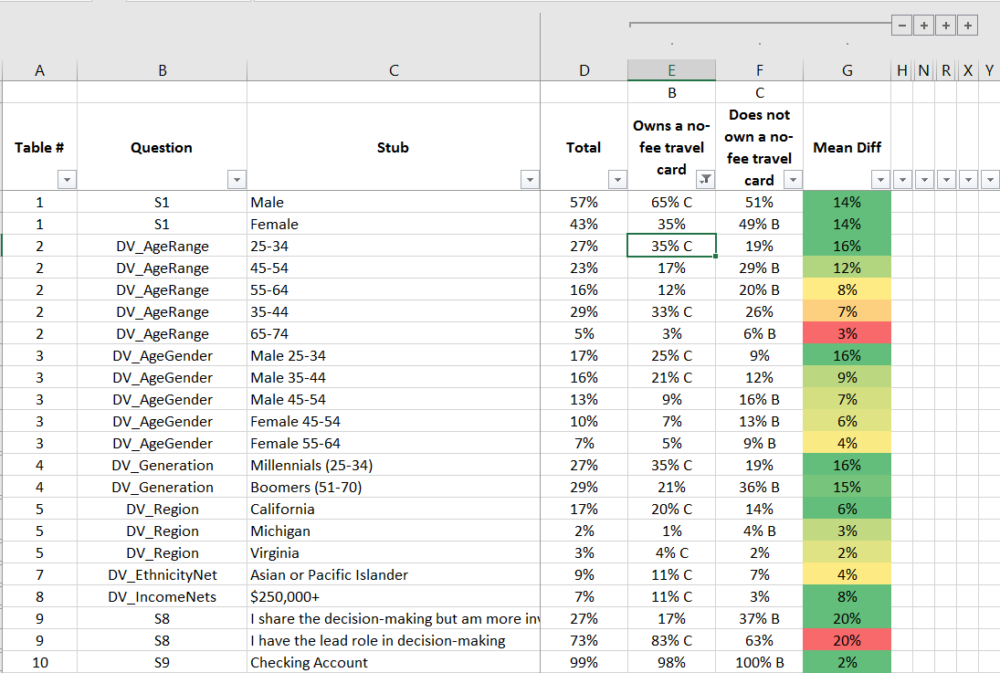 − + + +
A B C D E F G H N R X Y
B C
Table # Question Stub Total Owns a no-fee travel card Does not own a no-fee travel card Mean Diff
1 S1 Male 57% 65% C 51% 14%
1 S1 Female 43% 35% 49% B 14%
2 DV_AgeRange 25-34 27% 35% C 19% 16%
2 DV_AgeRange 45-54 23% 17% 29% B 12%
2 DV_AgeRange 55-64 16% 12% 20% B 8%
2 DV_AgeRange 35-44 29% 33% C 26% 7%
2 DV_AgeRange 65-74 5% 3% 6% B 3%
3 DV_AgeGender Male 25-34 17% 25% C 9% 16%
3 DV_AgeGender Male 35-44 16% 21% C 12% 9%
3 DV_AgeGender Male 45-54 13% 9% 16% B 7%
3 DV_AgeGender Female 45-54 10% 7% 13% B 6%
3 DV_AgeGender Female 55-64 7% 5% 9% B 4%
4 DV_Generation Millennials (25-34) 27% 35% C 19% 16%
4 DV_Generation Boomers (51-70) 29% 21% 36% B 15%
5 DV_Region California 17% 20% C 14% 6%
5 DV_Region Michigan 2% 1% 4% B 3%
5 DV_Region Virginia 3% 4% C 2% 2%
7 DV_EthnicityNet Asian or Pacific Islander 9% 11% C 7% 4%
8 DV_IncomeNets $250,000+ 7% 11% C 3% 8%
9 S8 I share the decision-making but am more inv 27% 17% 37% B 20%
9 S8 I have the lead role in decision-making 73% 83% C 63% 20%
10 S9 Checking Account 99% 98% 100% B 2%